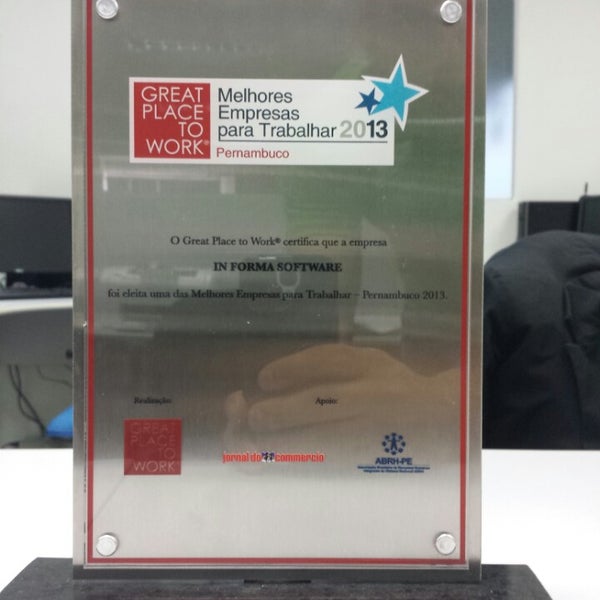 GREAT
PLACE
TO
WORK®
Melhores
Empresas
para Trabalhar 2013
Pernambuco
O Great Place to Work® certifica que a empresa
IN FORMA SOFTWARE
foi eleita uma das Melhores Empresas para Trabalhar – Pernambuco 2013.
Realização:
Apoio:
GREAT
PLACE
TO
WORK
jornal do commercio
ABRH-PE